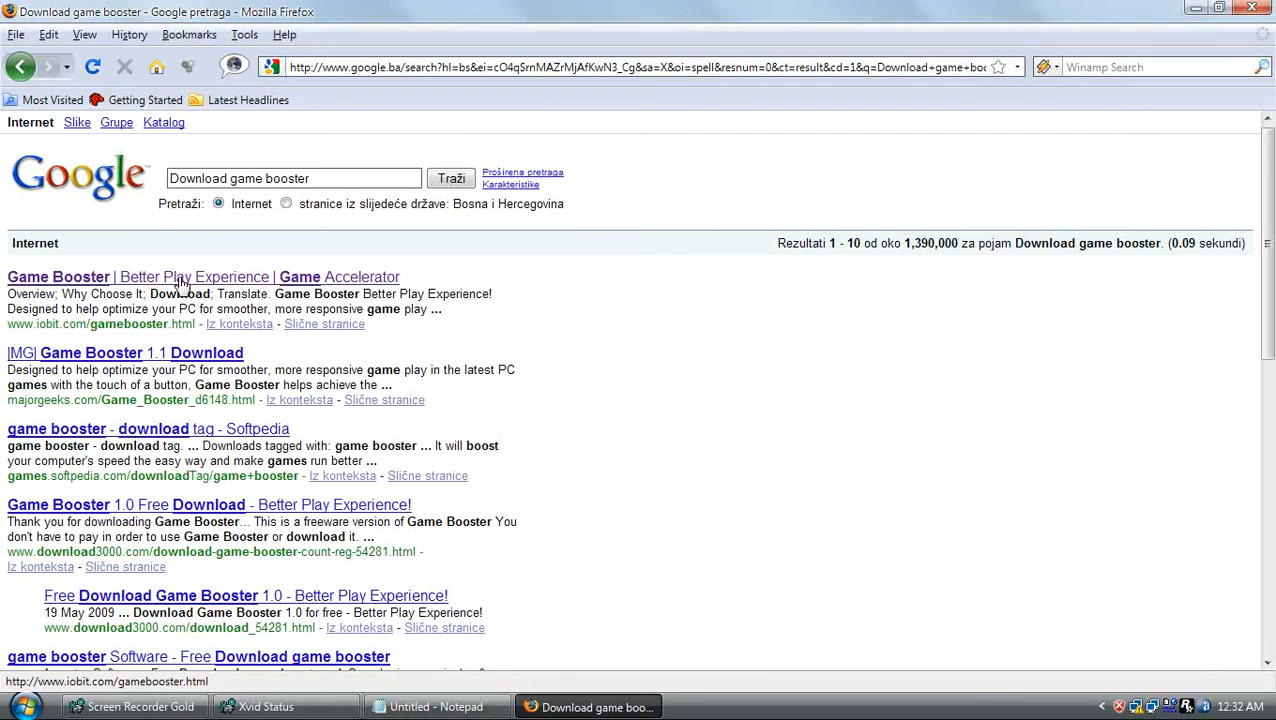 Download game booster - Google pretraga - Mozilla Firefox
File Edit View History Bookmarks Tools Help
http://www.google.ba/search?hl=bs&ei=cO4qSrnMAZrMjAfKwN3_Cg&sa=X&oi=spell&resnum=0&ct=result&cd=1&q=Download+game+boo
Winamp Search
Most Visited Getting Started Latest Headlines
Internet Slike Grupe Katalog
Google
Download game booster
Traži
Proširena pretraga
Karakteristike
Pretraži: Internet stranice iz slijedeće države: Bosna i Hercegovina
Internet Rezultati 1 - 10 od oko 1,390,000 za pojam Download game booster. (0.09 sekundi)
Game Booster | Better Play Experience | Game Accelerator
Overview; Why Choose It; Download; Translate. Game Booster Better Play Experience!
Designed to help optimize your PC for smoother, more responsive game play ...
www.iobit.com/gamebooster.html - Iz konteksta - Slične stranice
|MG| Game Booster 1.1 Download
Designed to help optimize your PC for smoother, more responsive game play in the latest PC
games with the touch of a button, Game Booster helps achieve the ...
majorgeeks.com/Game_Booster_d6148.html - Iz konteksta - Slične stranice
game booster - download tag - Softpedia
game booster - download tag. ... Downloads tagged with: game booster ... It will boost
your computer's speed the easy way and make games run better ...
games.softpedia.com/downloadTag/game+booster - Iz konteksta - Slične stranice
Game Booster 1.0 Free Download - Better Play Experience!
Thank you for downloading Game Booster... This is a freeware version of Game Booster You
don't have to pay in order to use Game Booster or download it. ...
www.download3000.com/download-game-booster-count-reg-54281.html -
Iz konteksta - Slične stranice
Free Download Game Booster 1.0 - Better Play Experience!
19 May 2009 ... Download Game Booster 1.0 for free - Better Play Experience!
www.download3000.com/download_54281.html - Iz konteksta - Slične stranice
game booster Software - Free Download game booster
http://www.iobit.com/gamebooster.html
Screen Recorder Gold Xvid Status Untitled - Notepad Download game boo... 12:32 AM